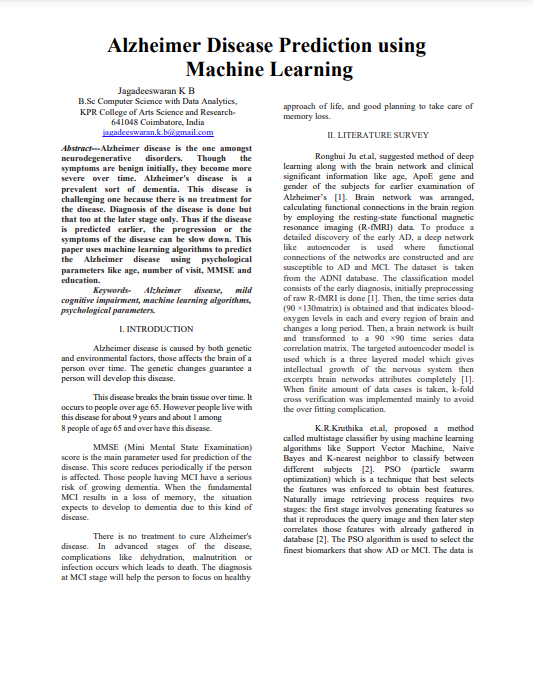 Alzheimer Disease Prediction using
Machine Learning
Jagadeeswaran K B
B.Sc Computer Science with Data Analytics,
KPR College of Arts Science and Research-
641048 Coimbatore, India
jagadeeswaran.k.b@gmail.com
Abstract---Alzheimer disease is the one amongst
neurodegenerative disorders. Though the
symptoms are benign initially, they become more
severe over time. Alzheimer's disease is a
prevalent sort of dementia. This disease is
challenging one because there is no treatment for
the disease. Diagnosis of the disease is done but
that too at the later stage only. Thus if the disease
is predicted earlier, the progression or the
symptoms of the disease can be slow down. This
paper uses machine learning algorithms to predict
the Alzheimer disease using psychological
parameters like age, number of visit, MMSE and
education.
Keywords- Alzheimer disease, mild
cognitive impairment, machine learning algorithms,
psychological parameters.
I. INTRODUCTION
Alzheimer disease is caused by both genetic
and environmental factors, those affects the brain of a
person over time. The genetic changes guarantee a
person will develop this disease.
This disease breaks the brain tissue over time. It
occurs to people over age 65. However people live with
this disease for about 9 years and about 1 among
8 people of age 65 and over have this disease.
MMSE (Mini Mental State Examination)
score is the main parameter used for prediction of the
disease. This score reduces periodically if the person
is affected. Those people having MCI have a serious
risk of growing dementia. When the fundamental
MCI results in a loss of memory, the situation
expects to develop to dementia due to this kind of
disease.
There is no treatment to cure Alzheimer's
disease. In advanced stages of the disease,
complications like dehydration, malnutrition or
infection occurs which leads to death. The diagnosis
at MCI stage will help the person to focus on healthy
approach of life, and good planning to take care of
memory loss.
II. LITERATURE SURVEY
Ronghui Ju et.al, suggested method of deep
learning along with the brain network and clinical
significant information like age, ApoE gene and
gender of the subjects for earlier examination of
Alzheimer's [1]. Brain network was arranged,
calculating functional connections in the brain region
by employing the resting-state functional magnetic
resonance imaging (R-fMRI) data. To produce a
detailed discovery of the early AD, a deep network
like autoencoder is used where functional
connections of the networks are constructed and are
susceptible to AD and MCI. The dataset is taken
from the ADNI database. The classification model
consists of the early diagnosis, initially preprocessing
of raw R-fMRI is done [1]. Then, the time series data
(90 ×130matrix) is obtained and that indicates blood-
oxygen levels in each and every region of brain and
changes a long period. Then, a brain network is built
and transformed to a 90 ×90 time series data
correlation matrix. The targeted autoencoder model is
used which is a three layered model which gives
intellectual growth of the nervous system then
excerpts brain networks attributes completely [1].
When finite amount of data cases is taken, k-fold
cross verification was implemented mainly to avoid
the over fitting complication.
K.R.Kruthika et.al, proposed a method
called multistage classifier by using machine learning
algorithms like Support Vector Machine, Naive
Bayes and K-nearest neighbor to classify between
different subjects [2]. PSO (particle swarm
optimization) which is a technique that best selects
the features was enforced to obtain best features.
Naturally image retrieving process requires two
stages: the first stage involves generating features so
that it reproduces the query image and then later step
correlates those features with already gathered in
database [2]. The PSO algorithm is used to select the
finest biomarkers that show AD or MCI. The data is